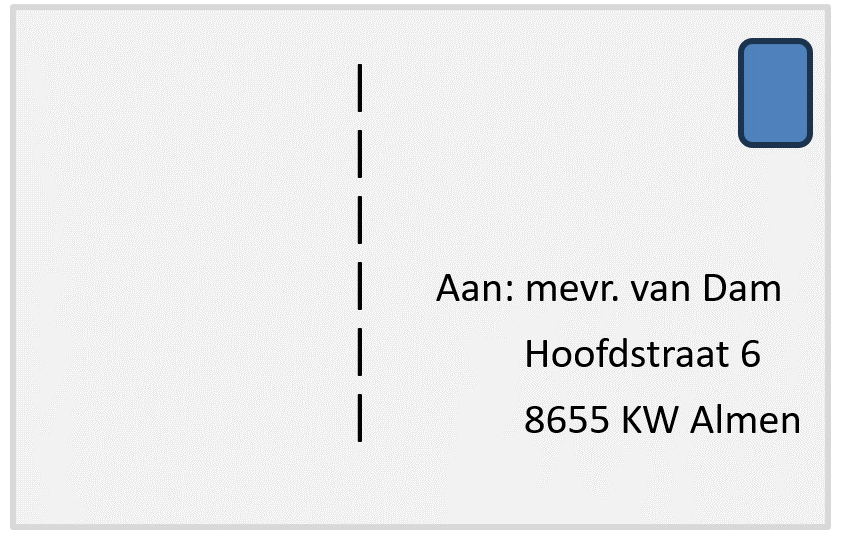 Aan: mevr. van Dam
Hoofdstraat 6
8655 KW Almen